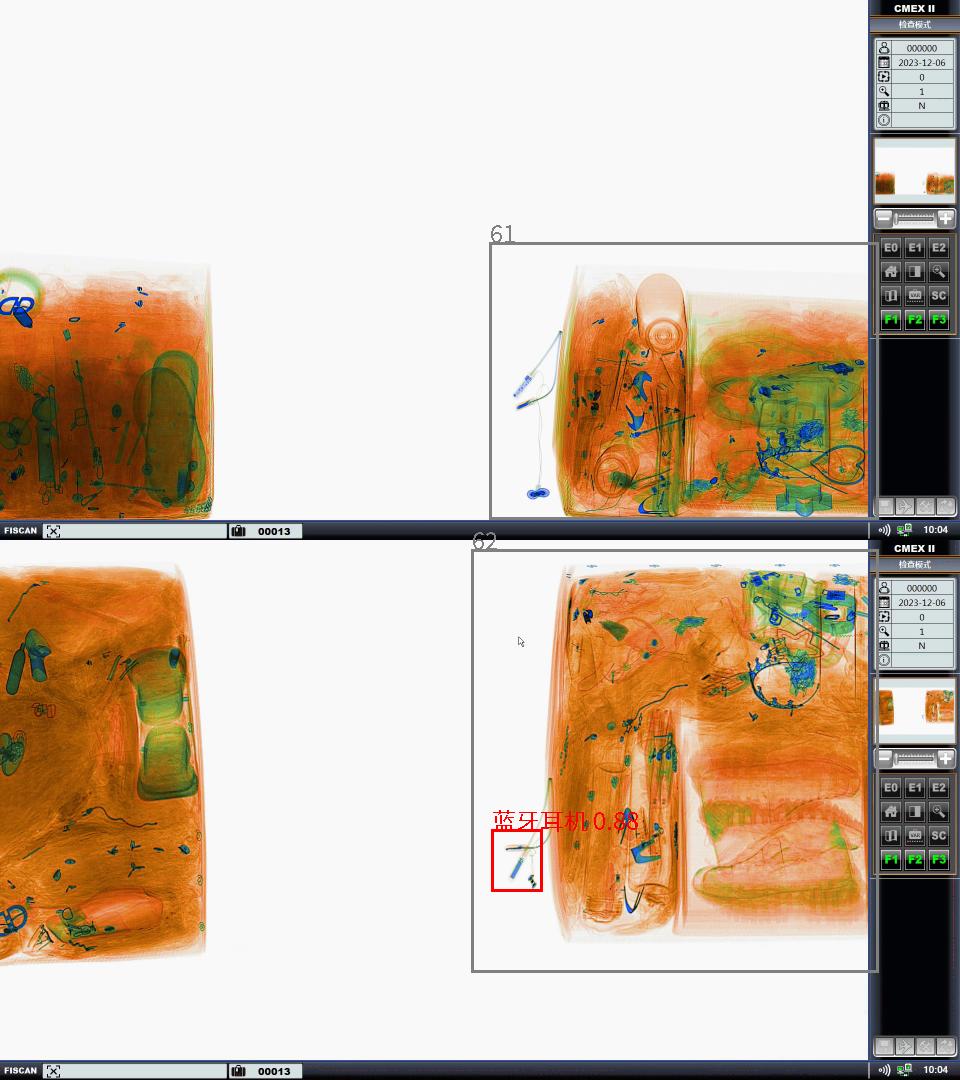 CMEX II
检查模式
000000
2023-12-06
0
1
N
61
E0 E1 E2
SC
F1 F2 F3
FISCAN
00013
10:04
62
CMEX II
检查模式
000000
2023-12-06
0
1
N
蓝牙耳机 0.88
E0 E1 E2
SC
F1 F2 F3
FISCAN
00013
10:04